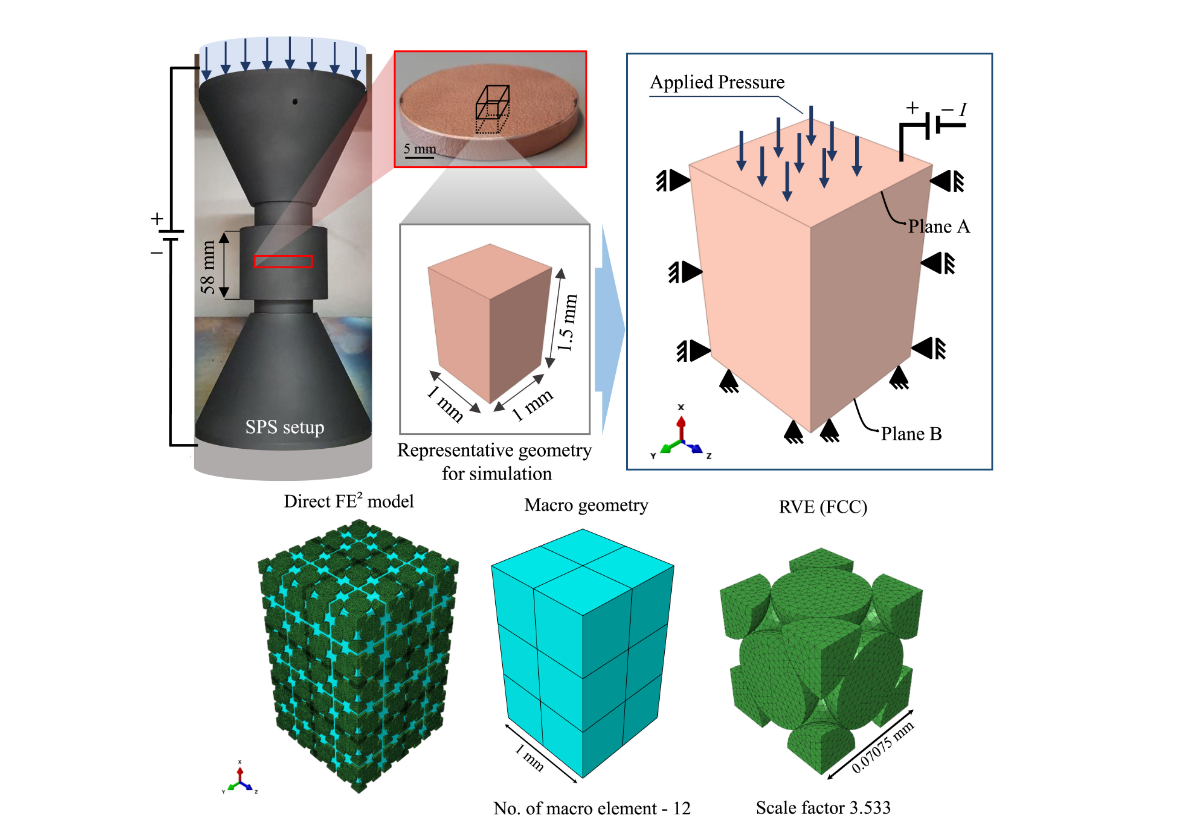 +
−
58 mm
SPS setup
5 mm
1.5 mm
1 mm
1 mm
Representative geometry
for simulation
Applied Pressure
+
− I
Plane A
Plane B
X
Y
Z
Direct FE² model
X
Y
Z
Macro geometry
1 mm
No. of macro element - 12
RVE (FCC)
0.07075 mm
Scale factor 3.533